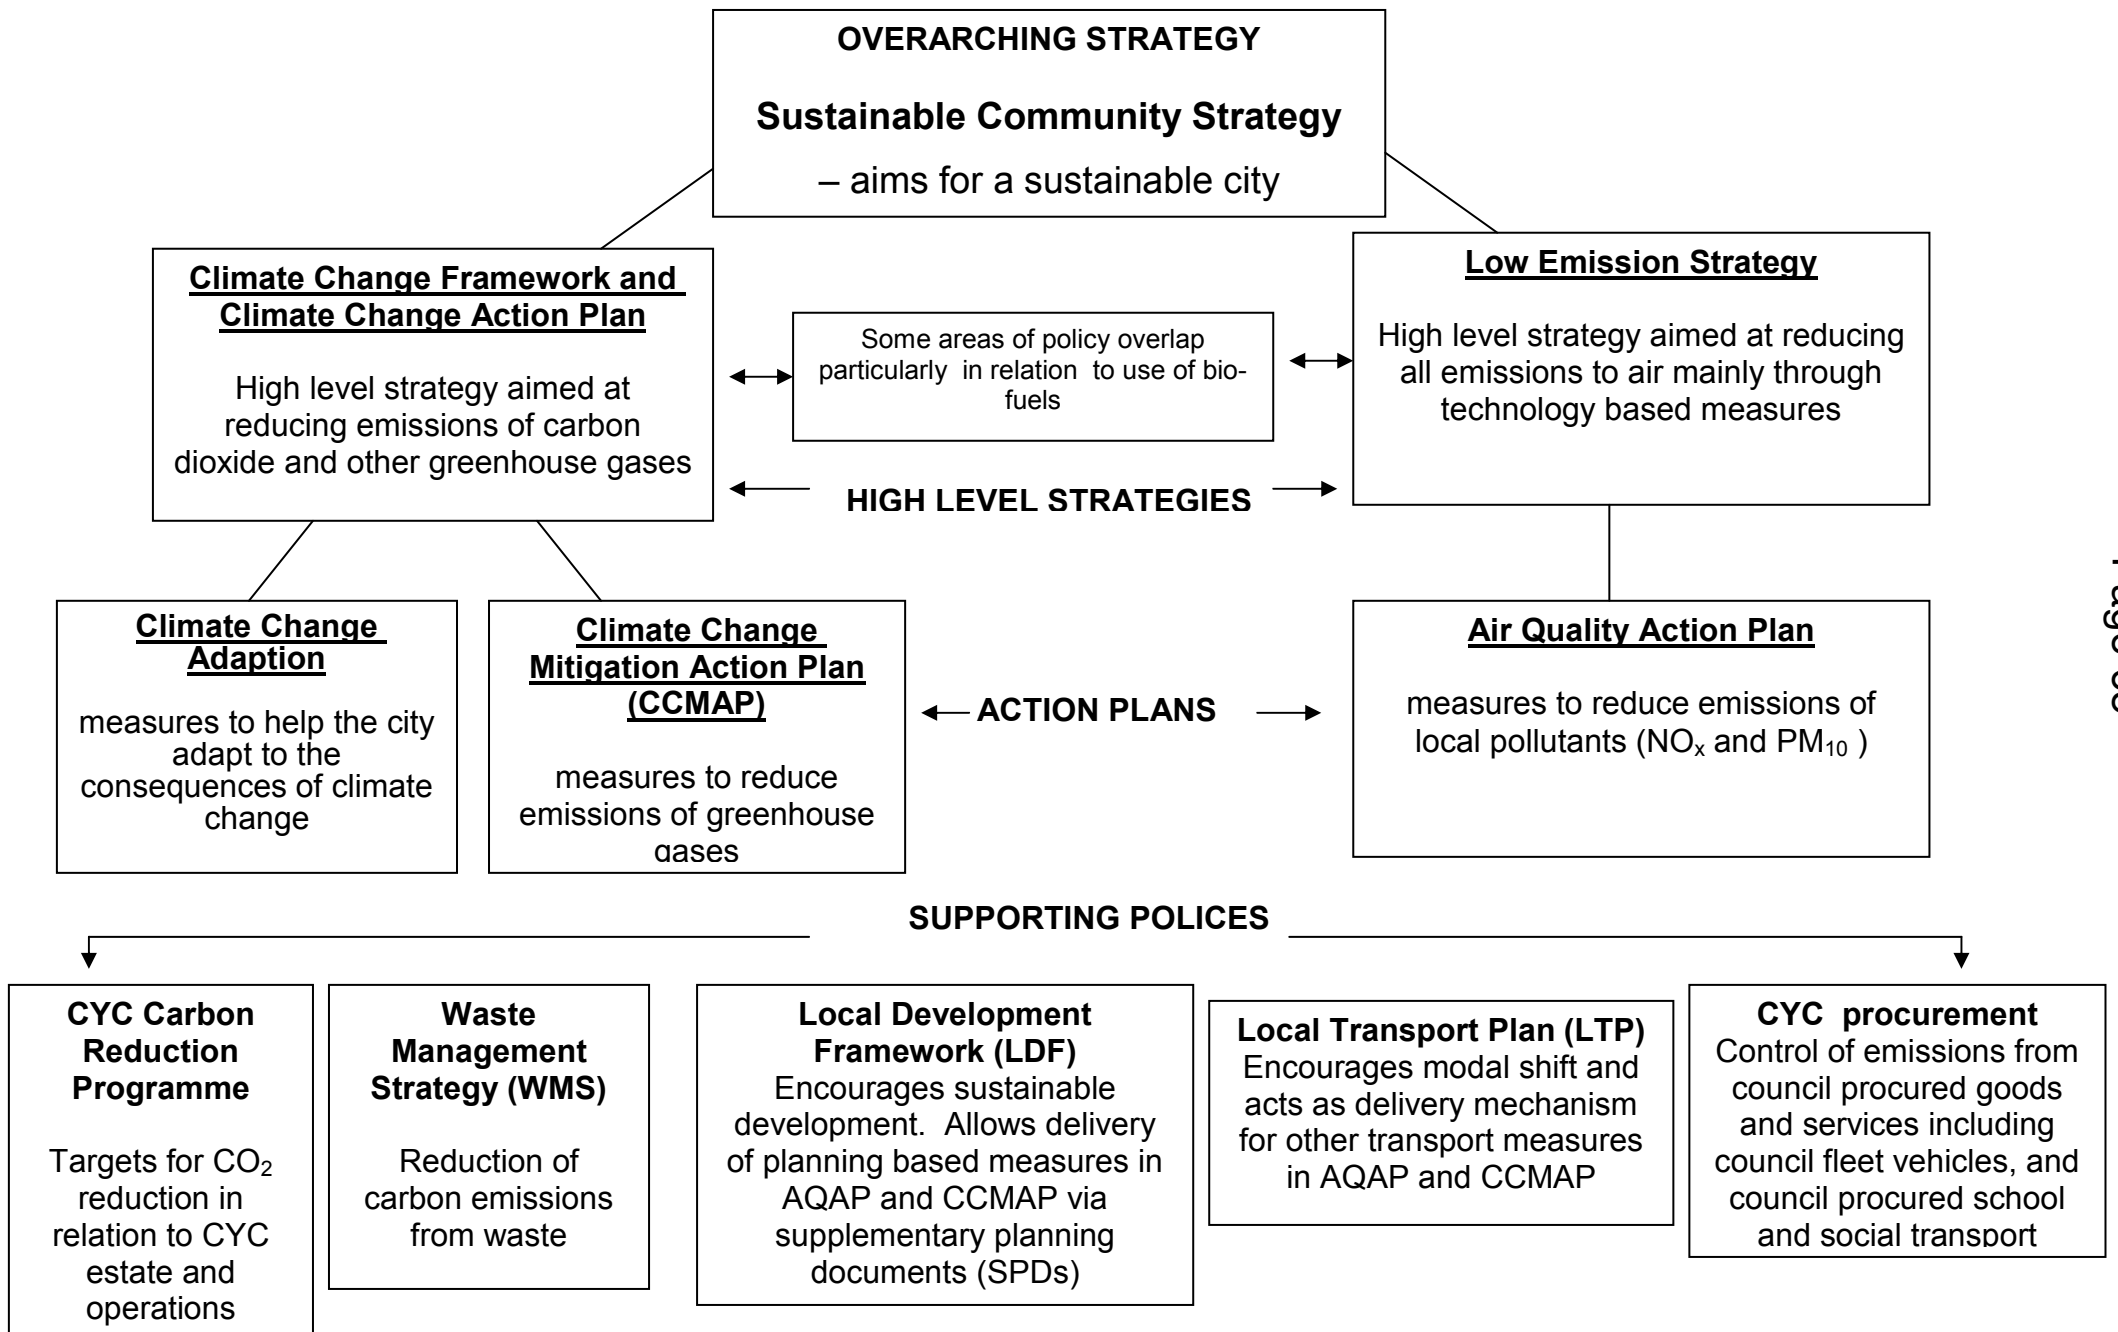 OVERARCHING STRATEGY
Sustainable Community Strategy
– aims for a sustainable city
Climate Change Framework and
Climate Change Action Plan
High level strategy aimed at
reducing emissions of carbon
dioxide and other greenhouse gases
Some areas of policy overlap
particularly in relation to use of bio-
fuels
Low Emission Strategy
High level strategy aimed at reducing
all emissions to air mainly through
technology based measures
HIGH LEVEL STRATEGIES
Climate Change
Adaption
measures to help the city
adapt to the
consequences of climate
change
Climate Change
Mitigation Action Plan
(CCMAP)
measures to reduce
emissions of greenhouse
gases
ACTION PLANS
Air Quality Action Plan
measures to reduce emissions of
local pollutants (NOx and PM10 )
SUPPORTING POLICES
CYC Carbon
Reduction
Programme
Targets for CO2
reduction in
relation to CYC
estate and
operations
Waste
Management
Strategy (WMS)
Reduction of
carbon emissions
from waste
Local Development
Framework (LDF)
Encourages sustainable
development. Allows delivery
of planning based measures in
AQAP and CCMAP via
supplementary planning
documents (SPDs)
Local Transport Plan (LTP)
Encourages modal shift and
acts as delivery mechanism
for other transport measures
in AQAP and CCMAP
CYC procurement
Control of emissions from
council procured goods
and services including
council fleet vehicles, and
council procured school
and social transport